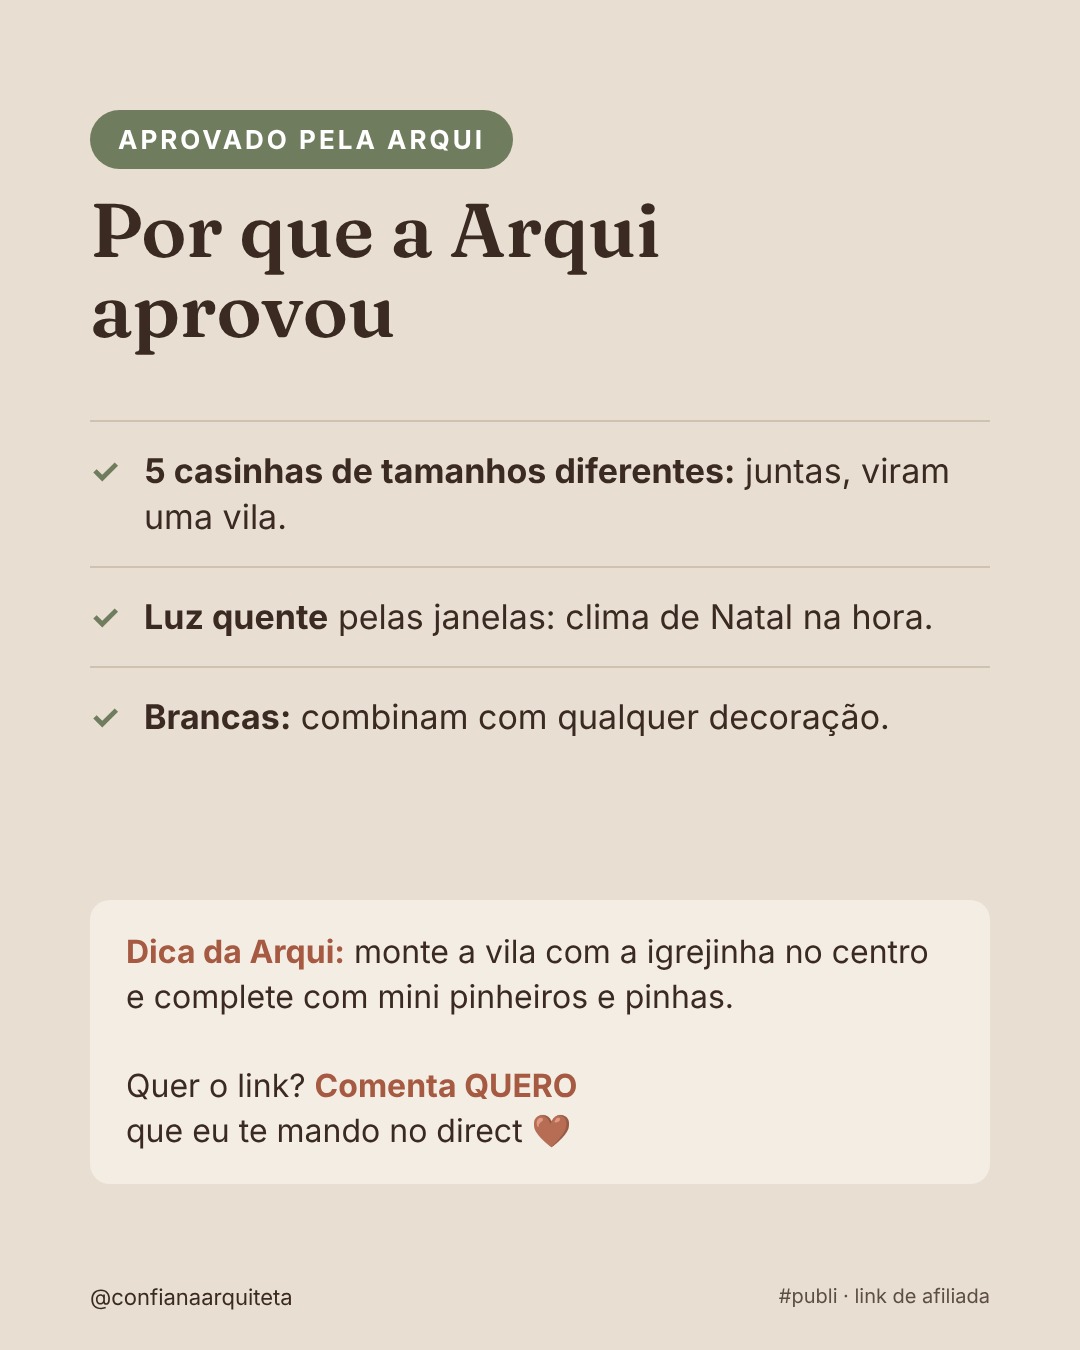 APROVADO PELA ARQUI
Por que a Arqui
aprovou
✓ 5 casinhas de tamanhos diferentes: juntas, viram
uma vila.
✓ Luz quente pelas janelas: clima de Natal na hora.
✓ Brancas: combinam com qualquer decoração.
Dica da Arqui: monte a vila com a igrejinha no centro
e complete com mini pinheiros e pinhas.
Quer o link? Comenta QUERO
que eu te mando no direct 🤎
@confianaarquiteta
#publi · link de afiliada